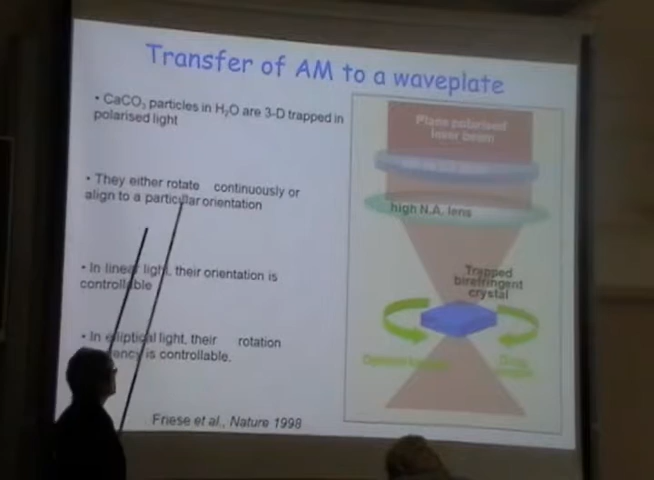 Transfer of AM to a waveplate
• CaCO₃ particles in H₂O are 3-D trapped in
polarised light
• They either rotate continuously or
align to a particular orientation
• In linear light, their orientation is
controllable
• In elliptical light, their rotation
is controllable.
Friese et al., Nature 1998
Plane polarised
laser beam
high N.A. lens
Trapped
birefringent
crystal